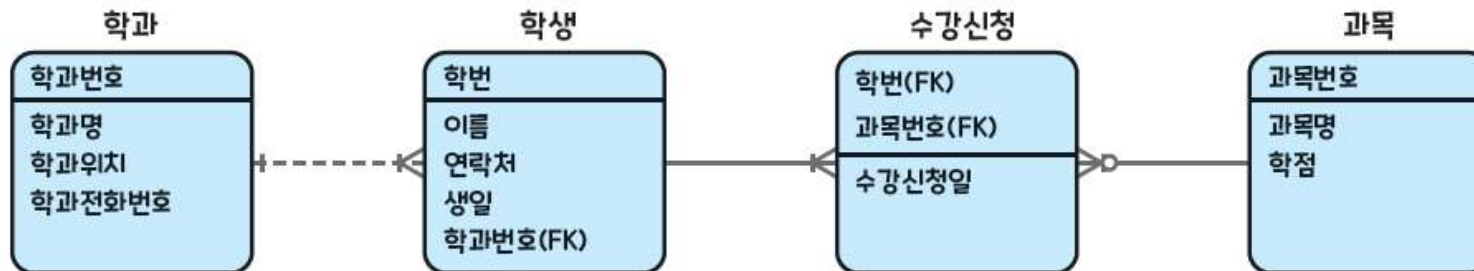 학과
학과번호
학과명
학과위치
학과전화번호
학생
학번
이름
연락처
생일
학과번호(FK)
수강신청
학번(FK)
과목번호(FK)
수강신청일
과목
과목번호
과목명
학점